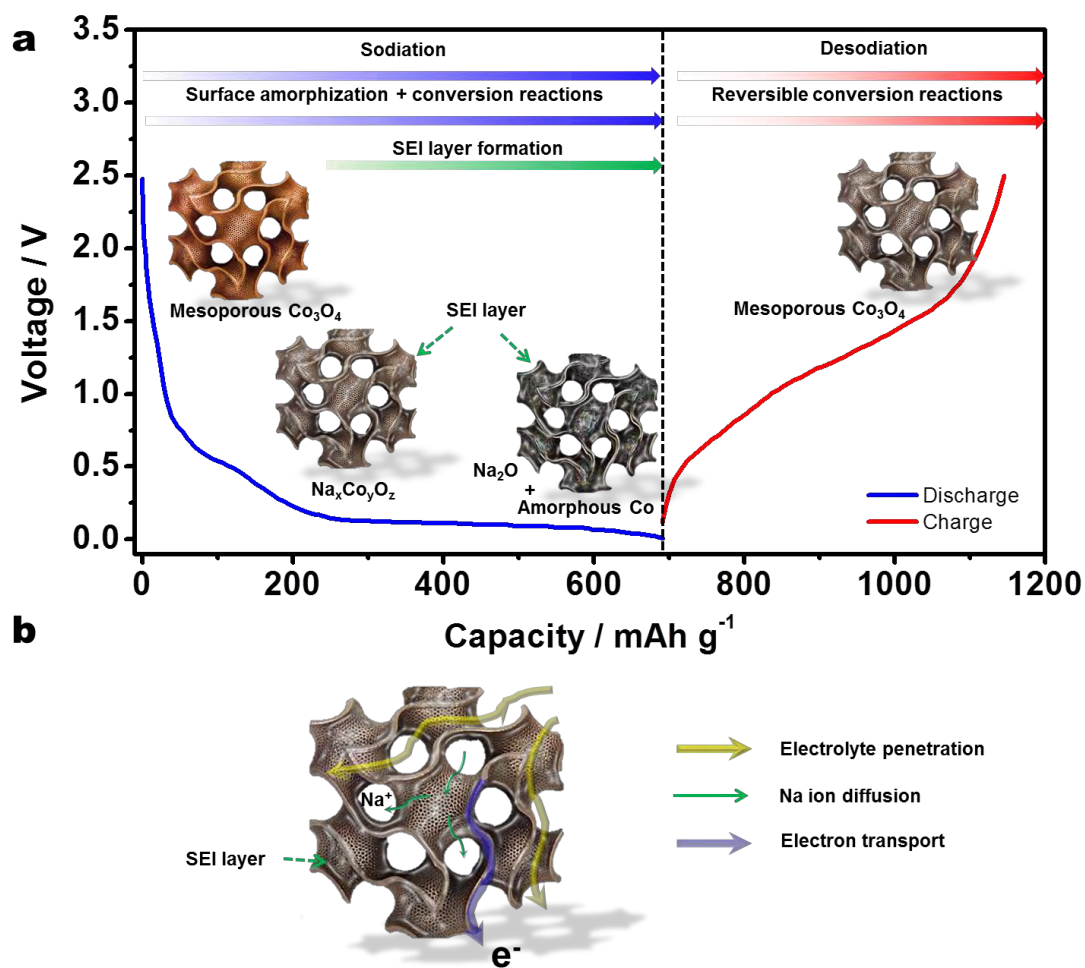 a
3.5
3.0
2.5
2.0
1.5
1.0
0.5
0.0
Voltage / V
Sodiation
Desodiation
Surface amorphization + conversion reactions
Reversible conversion reactions
SEI layer formation
Mesoporous Co₃O₄
SEI layer
Mesoporous Co₃O₄
NaₓCoᵧO₂
Na₂O
+
Amorphous Co
Discharge
Charge
0
200
400
600
800
1000
1200
Capacity / mAh g⁻¹
b
Na⁺
SEI layer
e⁻
Electrolyte penetration
Na ion diffusion
Electron transport